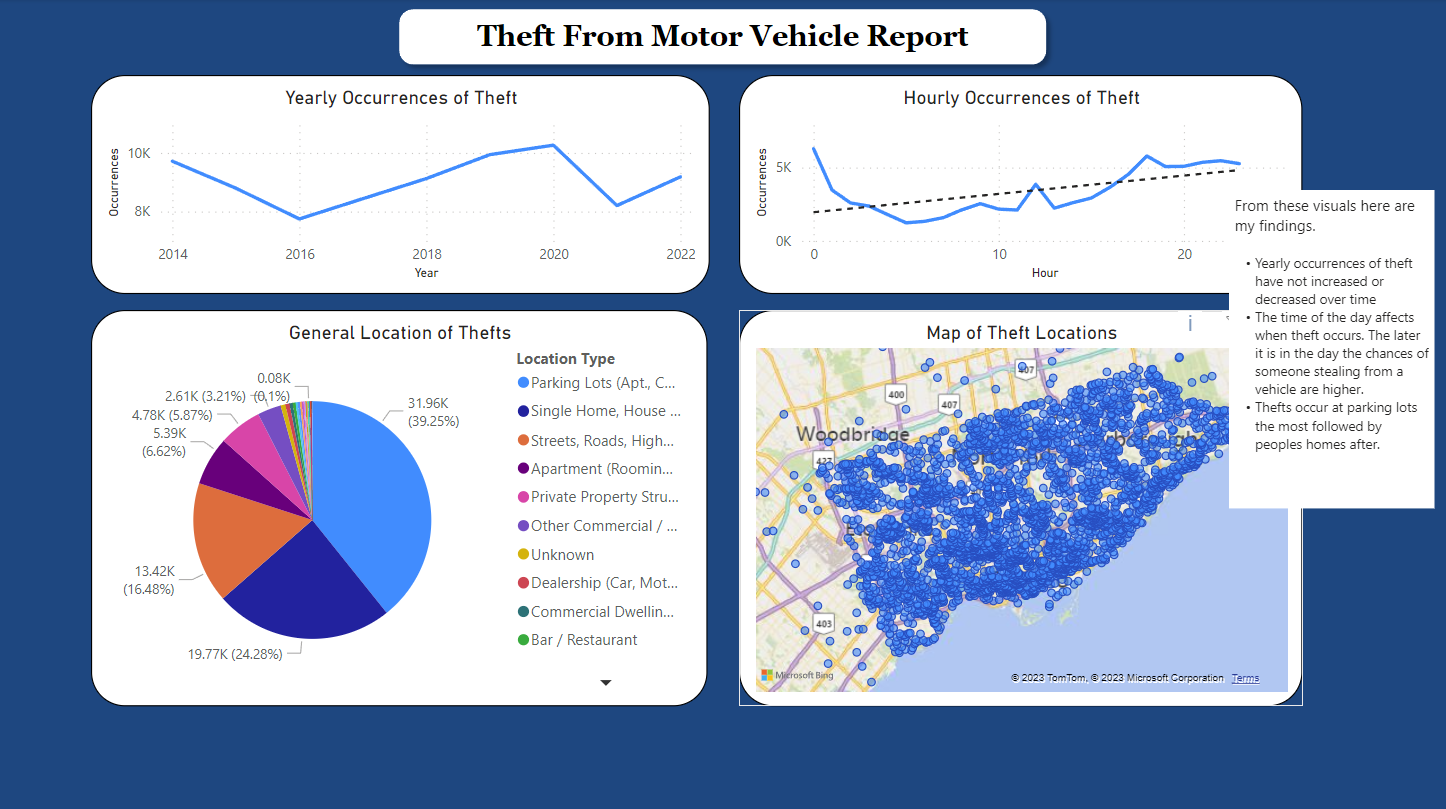 Theft From Motor Vehicle Report
Yearly Occurrences of Theft
Occurrences
10K
8K
2014
2016
2018
2020
2022
Year
Hourly Occurrences of Theft
Occurrences
5K
0K
0
10
20
Hour
From these visuals here are
my findings.
• Yearly occurrences of theft
have not increased or
decreased over time
• The time of the day affects
when theft occurs. The later
it is in the day the chances of
someone stealing from a
vehicle are higher.
• Thefts occur at parking lots
the most followed by
peoples homes after.
General Location of Thefts
0.08K
(0.1%)
2.61K (3.21%)
4.78K (5.87%)
5.39K
(6.62%)
13.42K
(16.48%)
19.77K (24.28%)
31.96K
(39.25%)
Location Type
Parking Lots (Apt., C...
Single Home, House ...
Streets, Roads, High...
Apartment (Roomin...
Private Property Stru...
Other Commercial / ...
Unknown
Dealership (Car, Mot...
Commercial Dwellin...
Bar / Restaurant
Map of Theft Locations
407
400
407
Woodbridge
427
403
Microsoft Bing
© 2023 TomTom, © 2023 Microsoft Corporation Terms